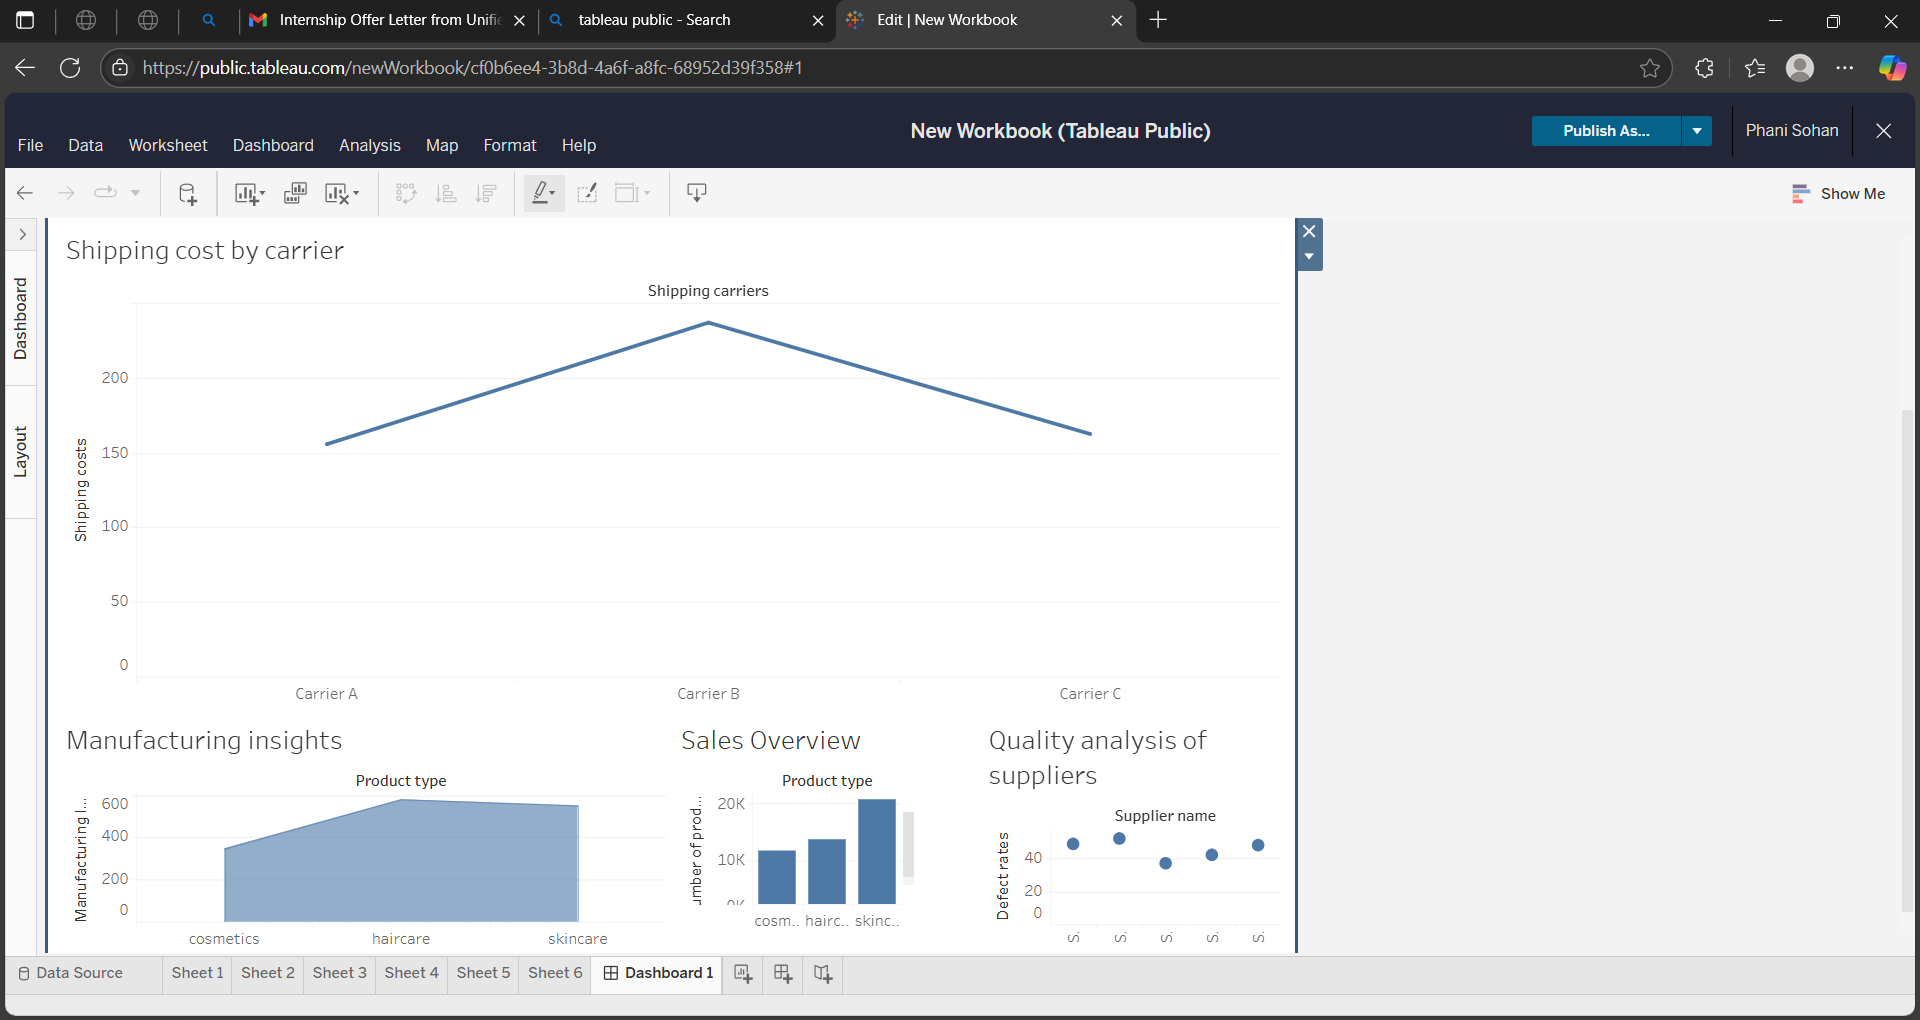 Internship Offer Letter from Unifie
tableau public - Search
Edit | New Workbook
https://public.tableau.com/newWorkbook/cf0b6ee4-3b8d-4a6f-a8fc-68952d39f358#1
New Workbook (Tableau Public)
Publish As...
Phani Sohan
File Data Worksheet Dashboard Analysis Map Format Help
Show Me
Dashboard
Layout
Shipping cost by carrier
Shipping carriers
Shipping costs
200
150
100
50
0
Carrier A Carrier B Carrier C
Manufacturing insights
Product type
Manufacturing l...
600
400
200
0
cosmetics haircare skincare
Sales Overview
Product type
umber of prod...
20K
10K
0K
cosm.. hairc.. skinc..
Quality analysis of
suppliers
Supplier name
Defect rates
40
20
0
S. S. S. S. S.
Data Source Sheet 1 Sheet 2 Sheet 3 Sheet 4 Sheet 5 Sheet 6 Dashboard 1